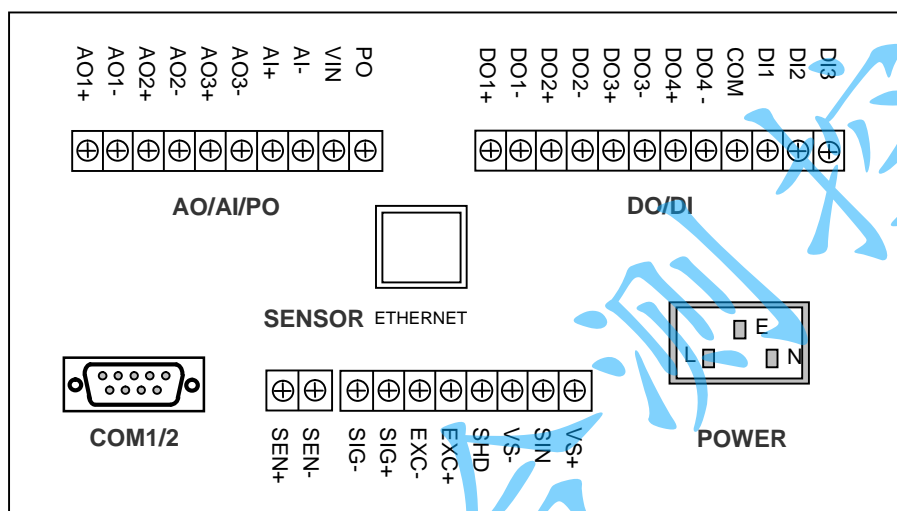 AO1+ AO1- AO2+ AO2- AO3+ AO3- AI+ AI- VIN PO
DO1+ DO1- DO2+ DO2- DO3+ DO3- DO4+ DO4 - COM DI1 DI2 DI3
AO/AI/PO
DO/DI
SENSOR ETHERNET
E
L N
COM1/2
SEN+ SEN- SIG- SIG+ EXC- EXC+ SHD VS- SIN VS+
POWER
测